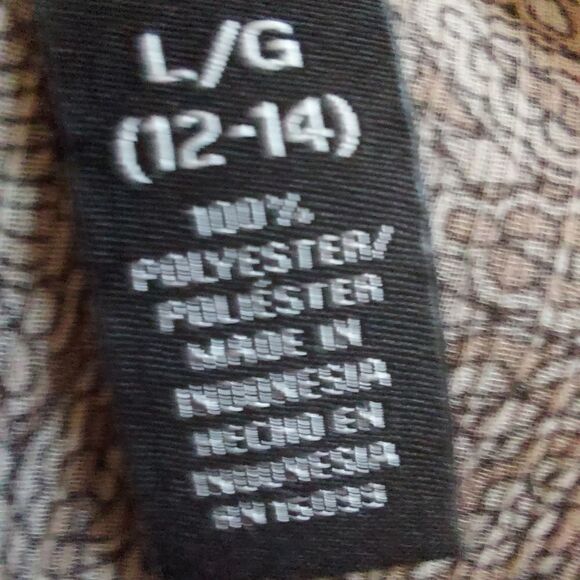 L/G
(12-14)
100%
POLYESTER/
POLIÉSTER
MADE IN
INDONESIA
HECHO EN
INDONESIA